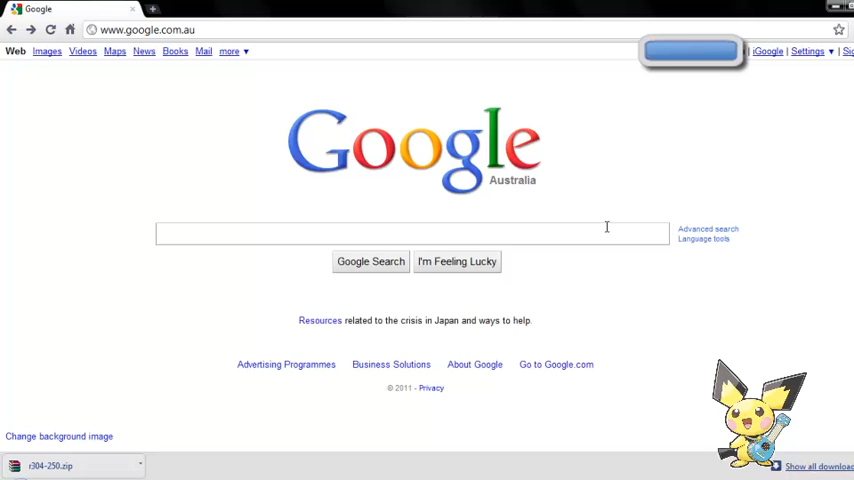 Google
www.google.com.au
Web Images Videos Maps News Books Mail more ▼
iGoogle | Settings ▼
Google
Australia
Advanced search
Language tools
Google Search I'm Feeling Lucky
Resources related to the crisis in Japan and ways to help.
Advertising Programmes Business Solutions About Google Go to Google.com
© 2011 - Privacy
Change background image
r304-250.zip
Show all download